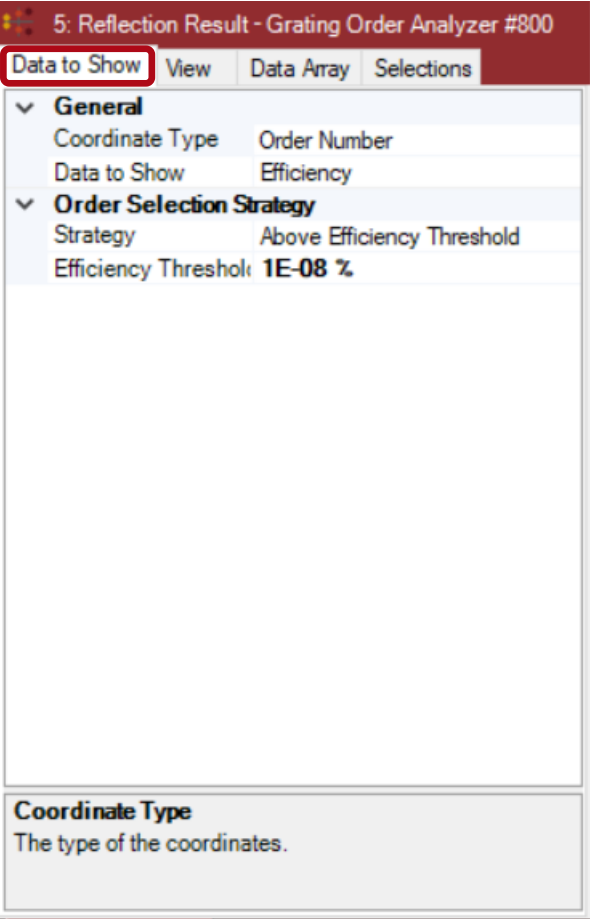 5: Reflection Result - Grating Order Analyzer #800
Data to Show View Data Array Selections
General
Coordinate Type Order Number
Data to Show Efficiency
Order Selection Strategy
Strategy Above Efficiency Threshold
Efficiency Threshol 1E-08 %
Coordinate Type
The type of the coordinates.